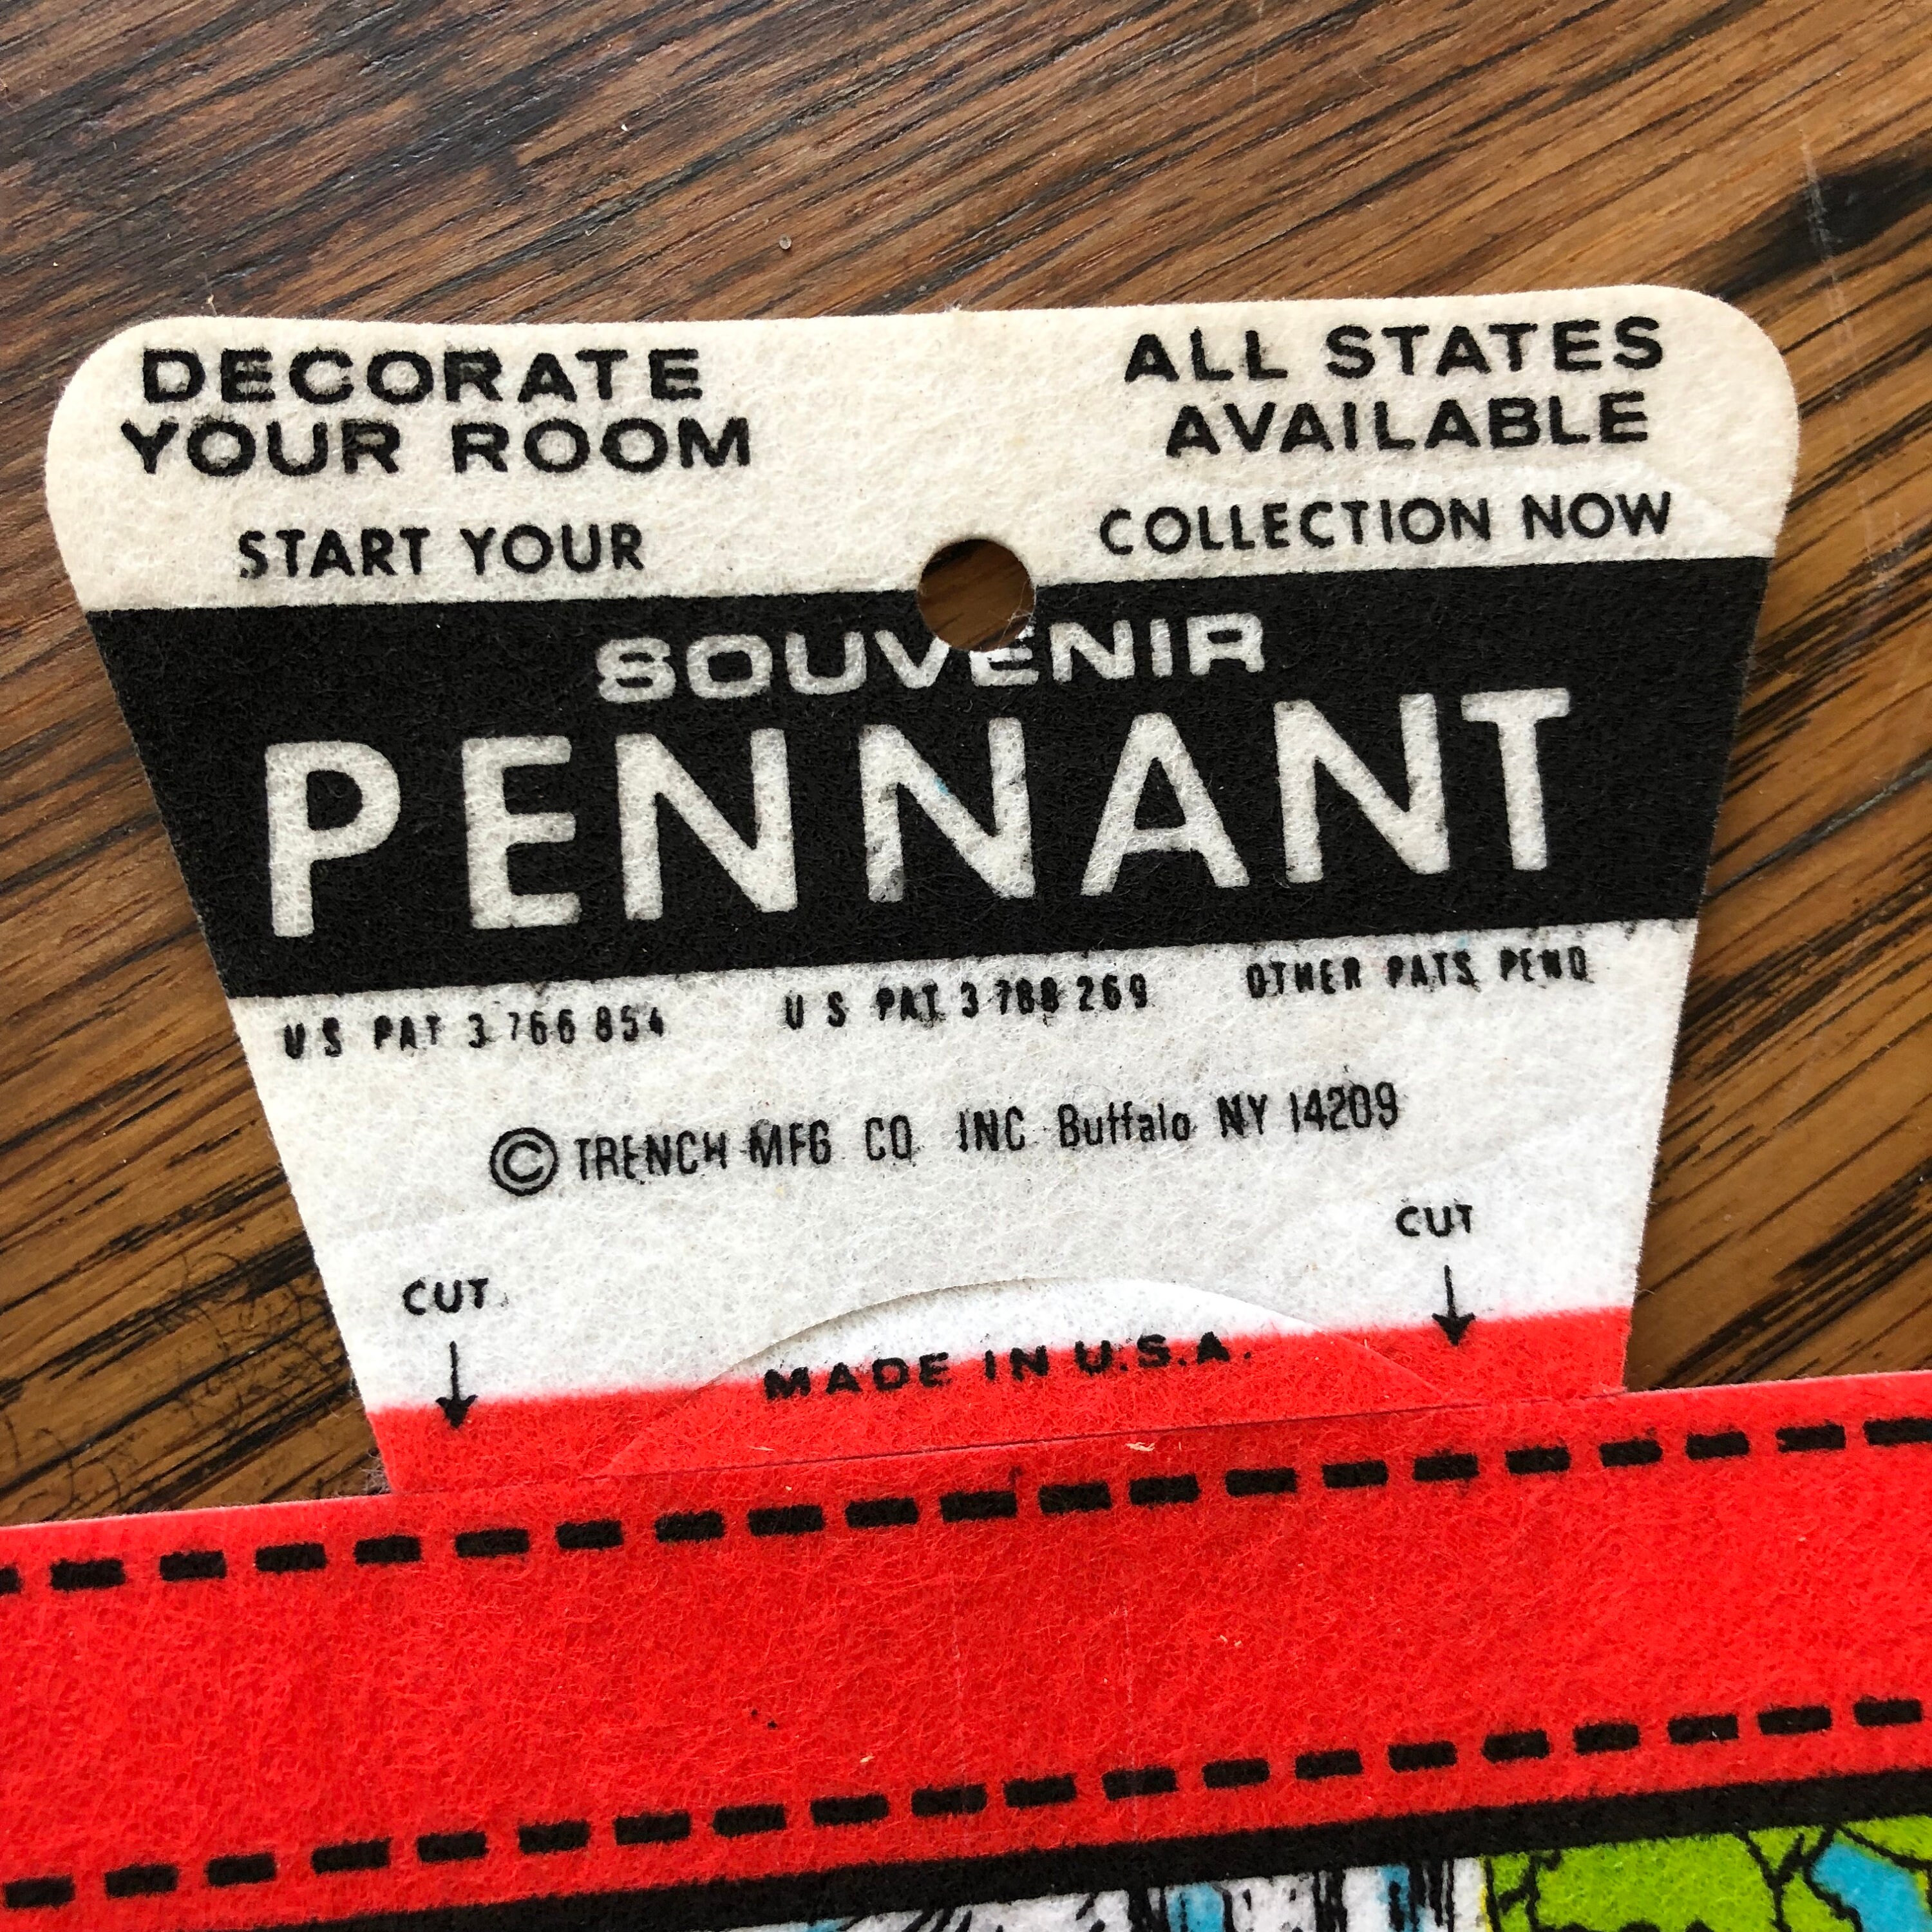 DECORATE
YOUR ROOM
START YOUR
ALL STATES
AVAILABLE
COLLECTION NOW
SOUVENIR
PENNANT
U S PAT 3 766 854 U S PAT. 3 788 269 OTHER PATS. PEND
© TRENCH MFG CO INC Buffalo NY 14209
CUT
CUT
MADE IN U.S.A.